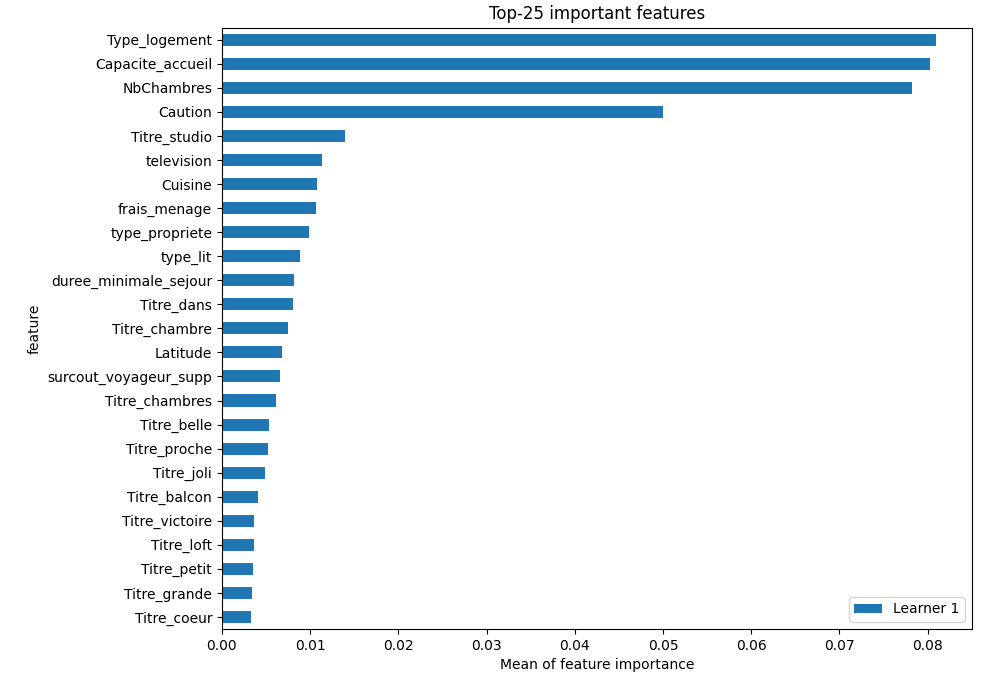 Top-25 important features
Type_logement
Capacite_accueil
NbChambres
Caution
Titre_studio
television
Cuisine
frais_menage
type_propriete
type_lit
duree_minimale_sejour
Titre_dans
Titre_chambre
Latitude
surcout_voyageur_supp
Titre_chambres
Titre_belle
Titre_proche
Titre_joli
Titre_balcon
Titre_victoire
Titre_loft
Titre_petit
Titre_grande
Titre_coeur
feature
Learner 1
0.00 0.01 0.02 0.03 0.04 0.05 0.06 0.07 0.08
Mean of feature importance